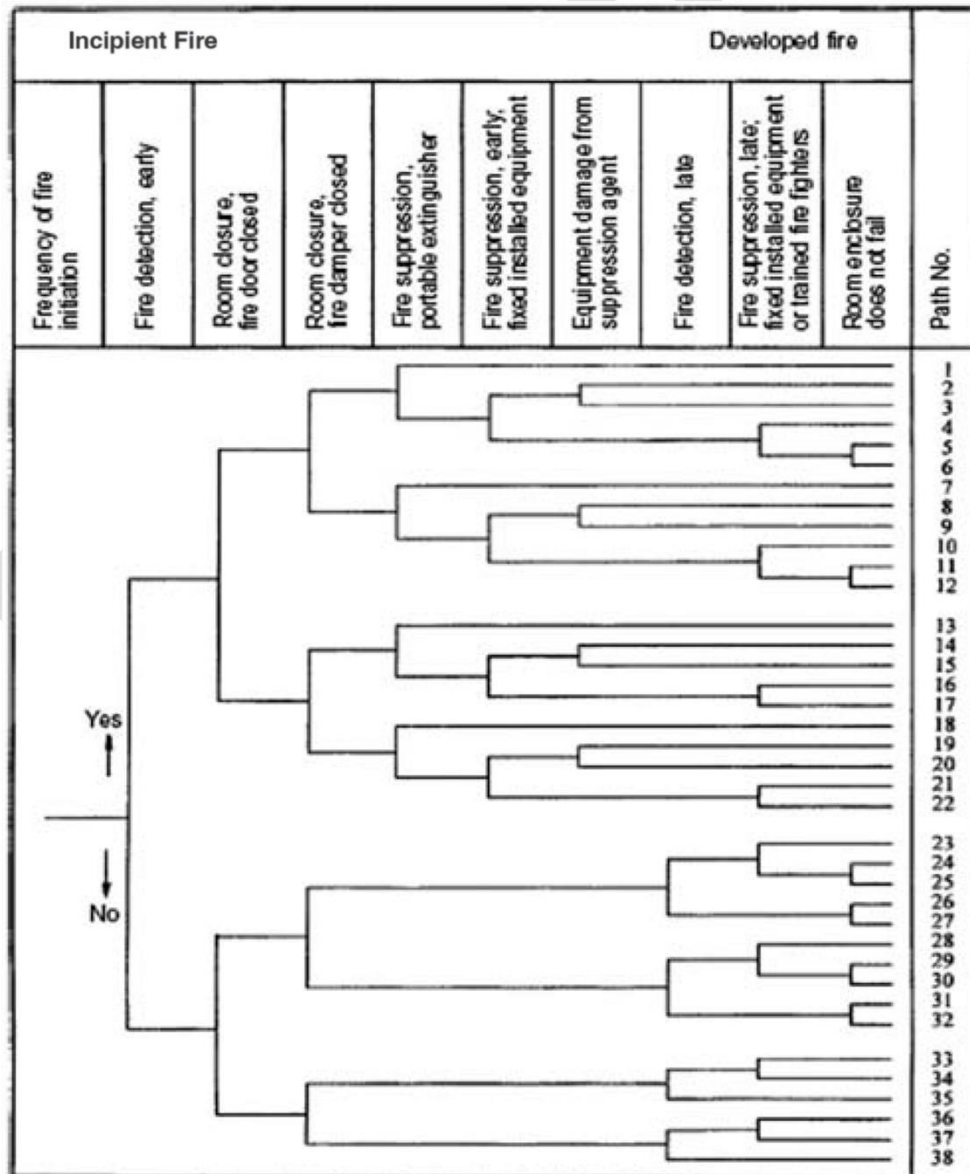 Incipient Fire
Developed fire
Frequency of fire
initiation
Fire detection, early
Room closure,
fire door closed
Room closure,
fire damper closed
Fire suppression,
portable extinguisher
Fire suppression, early;
fixed installed equipment
Equipment damage from
suppression agent
Fire detection, late
Fire suppression, late;
fixed installed equipment
or trained fire fighters
Room enclosure
does not fail
Path No.
1
2
3
4
5
6
7
8
9
10
11
12
13
14
15
16
17
18
19
20
21
22
Yes
No
23
24
25
26
27
28
29
30
31
32
33
34
35
36
37
38